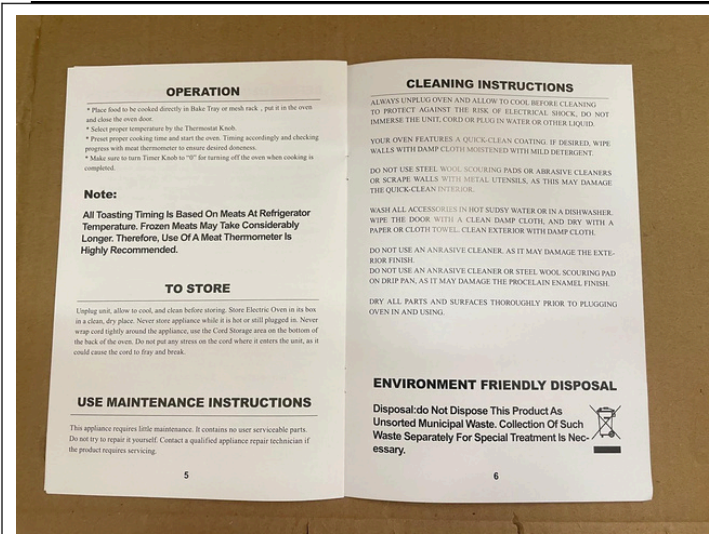 OPERATION
* Place food to be cooked directly in Bake Tray or mesh rack , put it in the oven
and close the oven door.
* Select proper temperature by the Thermostat Knob.
* Preset proper cooking time and start the oven. Timing accordingly and checking
progress with meat thermometer to ensure desired doneness.
* Make sure to turn Timer Knob to “0” for turning off the oven when cooking is
completed.
Note:
All Toasting Timing Is Based On Meats At Refrigerator
Temperature. Frozen Meats May Take Considerably
Longer. Therefore, Use Of A Meat Thermometer Is
Highly Recommended.
TO STORE
Unplug unit, allow to cool, and clean before storing. Store Electric Oven in its box
in a clean, dry place. Never store appliance while it is hot or still plugged in. Never
wrap cord tightly around the appliance, use the Cord Storage area on the bottom of
the back of the oven. Do not put any stress on the cord where it enters the unit, as it
could cause the cord to fray and break.
USE MAINTENANCE INSTRUCTIONS
This appliance requires little maintenance. It contains no user serviceable parts.
Do not try to repair it yourself. Contact a qualified appliance repair technician if
the product requires servicing.
5
CLEANING INSTRUCTIONS
ALWAYS UNPLUG OVEN AND ALLOW TO COOL BEFORE CLEANING
TO PROTECT AGAINST THE RISK OF ELECTRICAL SHOCK, DO NOT
IMMERSE THE UNIT, CORD OR PLUG IN WATER OR OTHER LIQUID.
YOUR OVEN FEATURES A QUICK-CLEAN COATING. IF DESIRED, WIPE
WALLS WITH DAMP CLOTH MOISTENED WITH MILD DETERGENT.
DO NOT USE STEEL WOOL SCOURING PADS OR ABRASIVE CLEANERS
OR SCRAPE WALLS WITH METAL UTENSILS, AS THIS MAY DAMAGE
THE QUICK-CLEAN INTERIOR.
WASH ALL ACCESSORIES IN HOT SUDSY WATER OR IN A DISHWASHER.
WIPE THE DOOR WITH A CLEAN DAMP CLOTH, AND DRY WITH A
PAPER OR CLOTH TOWEL. CLEAN EXTERIOR WITH DAMP CLOTH.
DO NOT USE AN ANRASIVE CLEANER. AS IT MAY DAMAGE THE EXTE-
RIOR FINISH.
DO NOT USE AN ANRASIVE CLEANER OR STEEL WOOL SCOURING PAD
ON DRIP PAN, AS IT MAY DAMAGE THE PROCELAIN ENAMEL FINISH.
DRY ALL PARTS AND SURFACES THOROUGHLY PRIOR TO PLUGGING
OVEN IN AND USING.
ENVIRONMENT FRIENDLY DISPOSAL
Disposal:do Not Dispose This Product As
Unsorted Municipal Waste. Collection Of Such
Waste Separately For Special Treatment Is Nec-
essary.
6